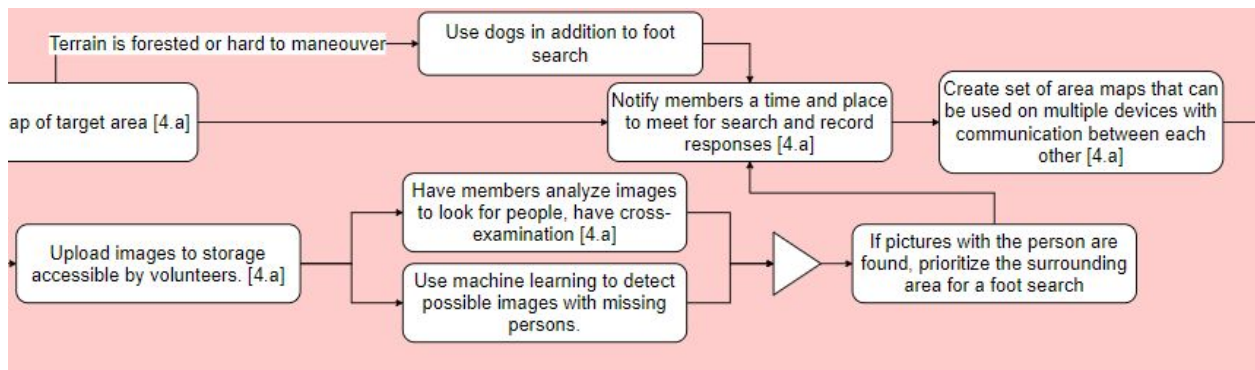 Terrain is forested or hard to maneouver
Use dogs in addition to foot
search
ap of target area [4.a]
Notify members a time and place
to meet for search and record
responses [4.a]
Create set of area maps that can
be used on multiple devices with
communication between each
other [4.a]
Upload images to storage
accessible by volunteers. [4.a]
Have members analyze images
to look for people, have cross-
examination [4.a]
Use machine learning to detect
possible images with missing
persons.
If pictures with the person are
found, prioritize the surrounding
area for a foot search